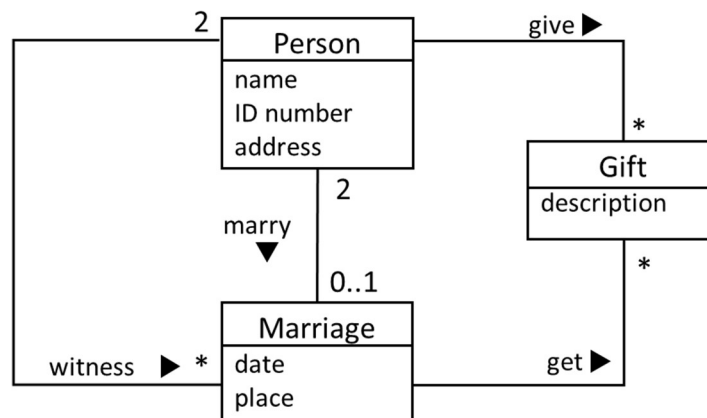 2
Person
give ▶
name
ID number
address
*
Gift
description
2
marry
▼
*
0..1
Marriage
witness ▶ *
date
get ▶
place